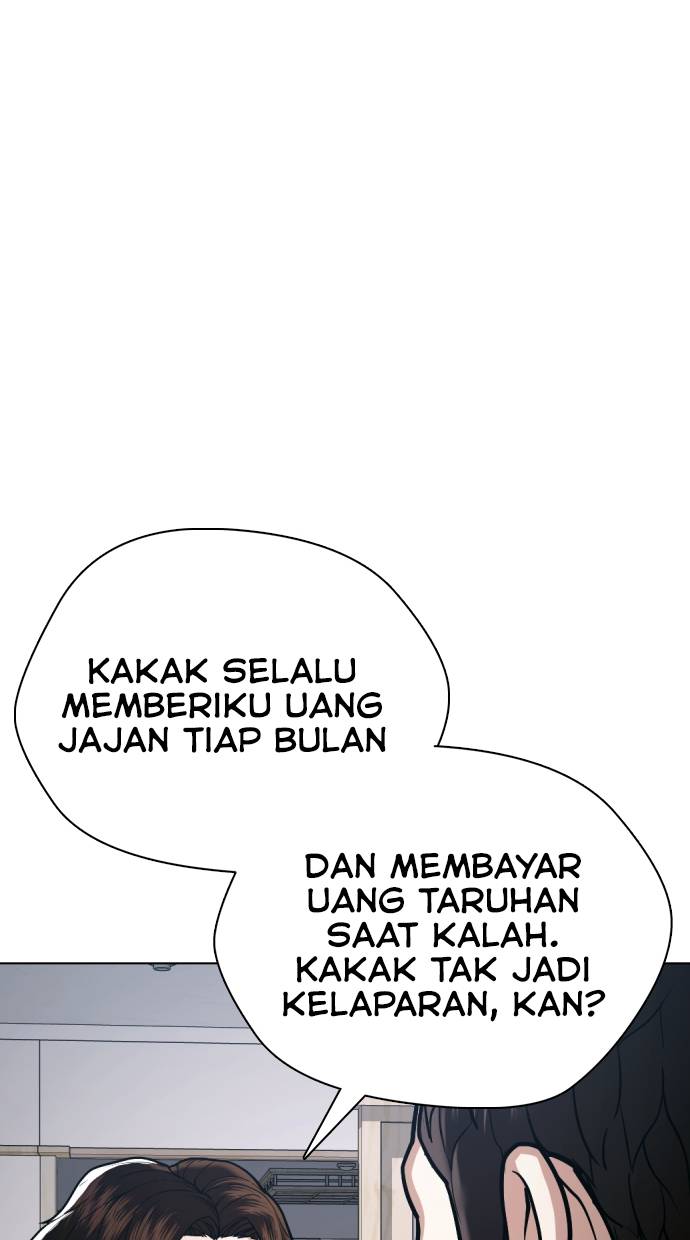 KAKAK SELALU
MEMBERIKU UANG
JAJAN TIAP BULAN
DAN MEMBAYAR
UANG TARUHAN
SAAT KALAH.
KAKAK TAK JADI
KELAPARAN, KAN?